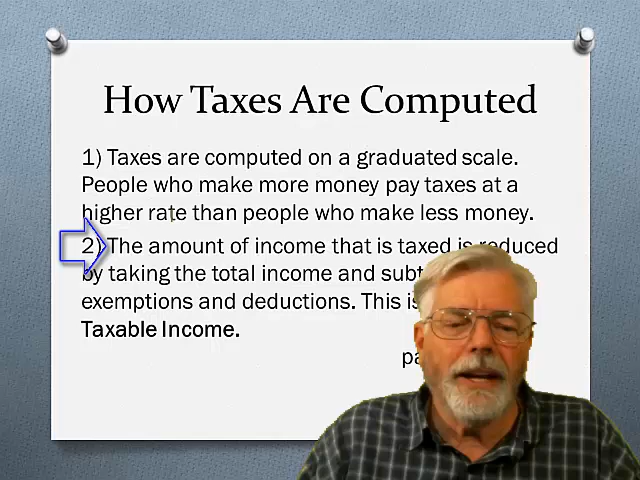 How Taxes Are Computed
1) Taxes are computed on a graduated scale.
People who make more money pay taxes at a
higher rate than people who make less money.
2) The amount of income that is taxed is reduced
by taking the total income and
exemptions and deductions. This is
Taxable Income.